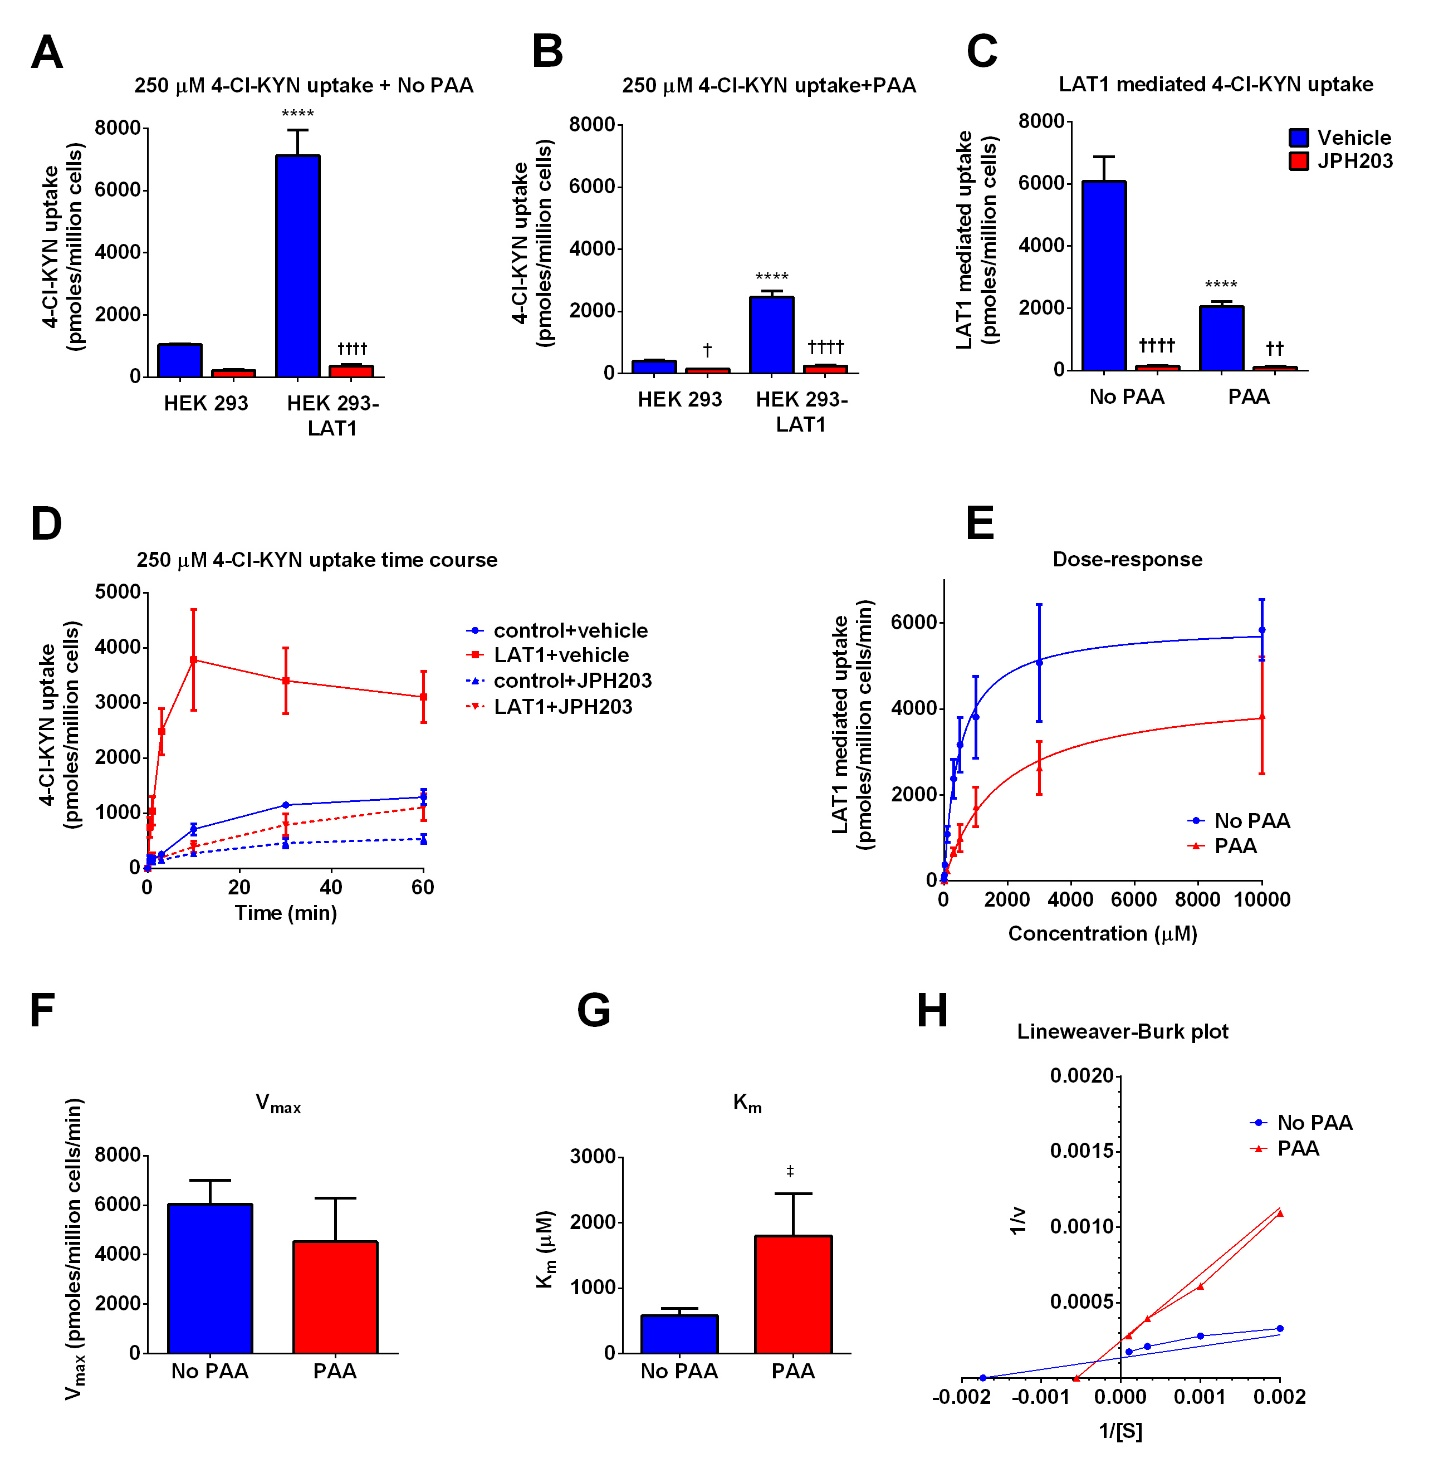 A
250 μM 4-Cl-KYN uptake + No PAA
4-Cl-KYN uptake
(pmoles/million cells)
8000
6000
4000
2000
0
****
††††
HEK 293
HEK 293-
LAT1
B
250 μM 4-Cl-KYN uptake+PAA
4-Cl-KYN uptake
(pmoles/million cells)
8000
6000
4000
2000
0
†
****
††††
HEK 293
HEK 293-
LAT1
C
LAT1 mediated 4-Cl-KYN uptake
LAT1 mediated uptake
(pmoles/million cells)
8000
6000
4000
2000
0
††††
****
††
No PAA
PAA
Vehicle
JPH203
D
250 μM 4-Cl-KYN uptake time course
4-Cl-KYN uptake
(pmoles/million cells)
5000
4000
3000
2000
1000
0
0 20 40 60
Time (min)
control+vehicle
LAT1+vehicle
control+JPH203
LAT1+JPH203
E
Dose-response
LAT1 mediated uptake
(pmoles/million cells/min)
6000
4000
2000
0
0 2000 4000 6000 8000 10000
Concentration (μM)
No PAA
PAA
F
Vmax
Vmax (pmoles/million cells/min)
8000
6000
4000
2000
0
No PAA
PAA
G
Km
Km (μM)
3000
2000
1000
0
‡
No PAA
PAA
H
Lineweaver-Burk plot
1/v
0.0020
0.0015
0.0010
0.0005
-0.002 -0.001 0.000 0.001 0.002
1/[S]
No PAA
PAA